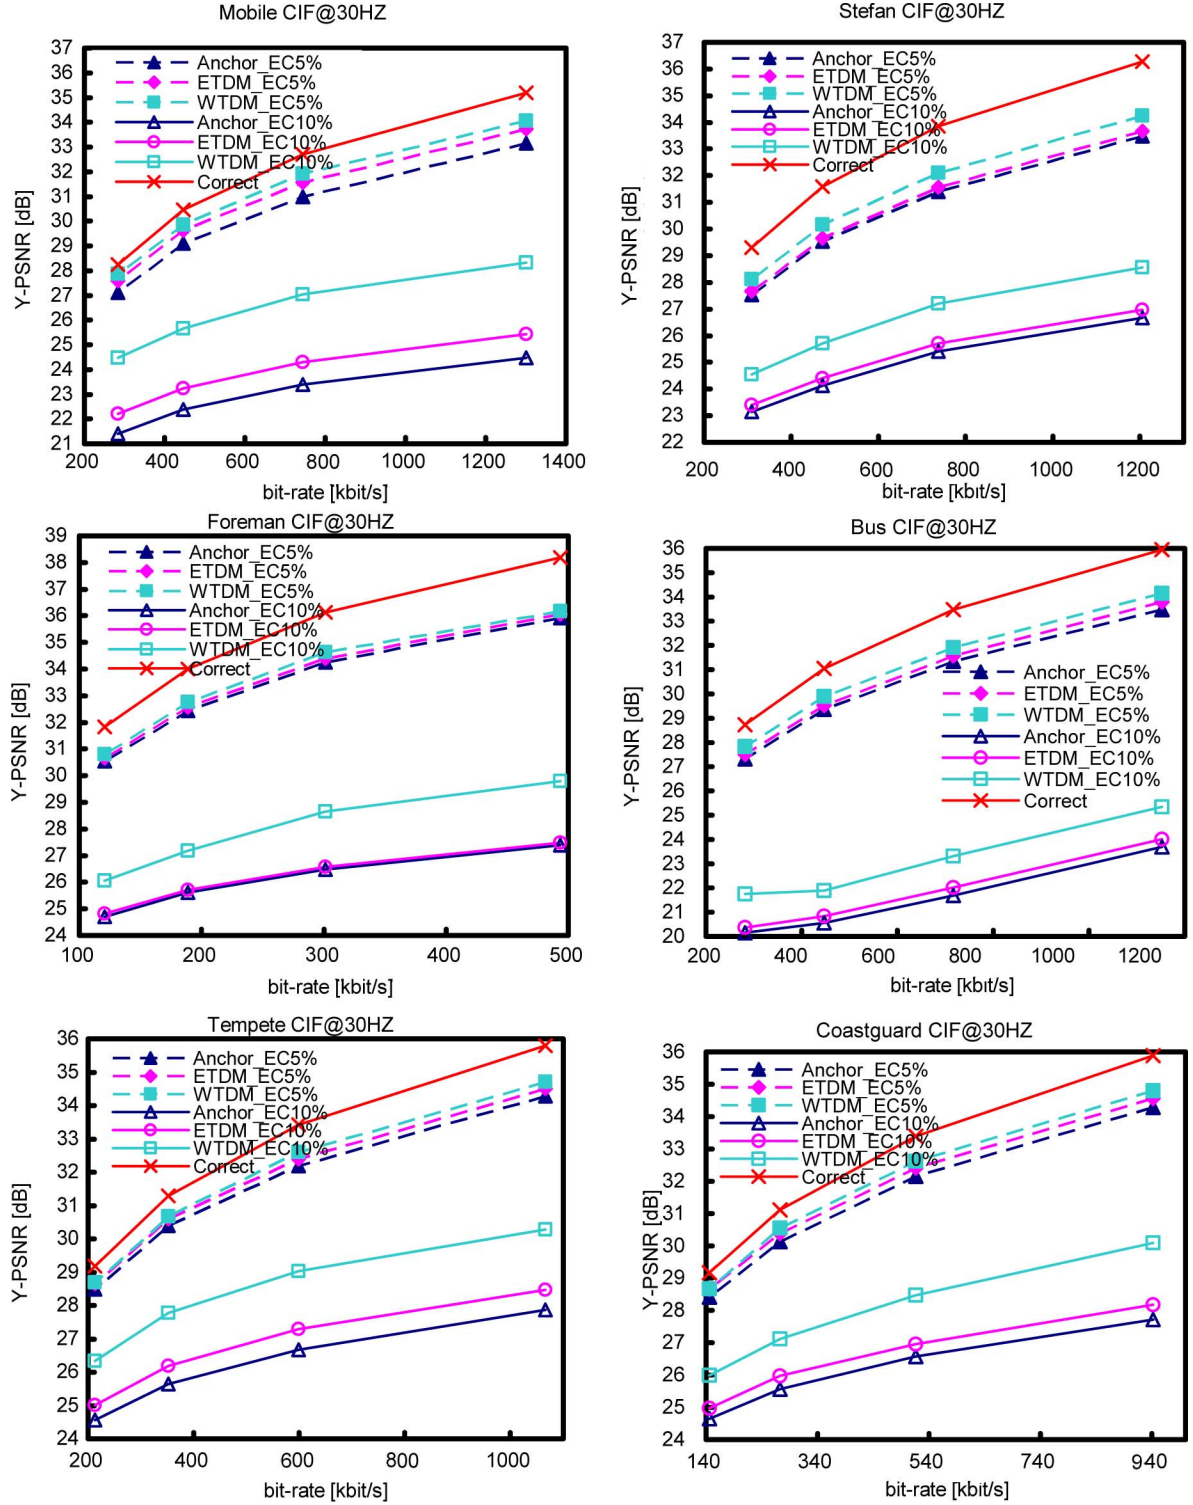 Mobile CIF@30HZ
37
36
35
34
33
32
31
30
29
28
27
26
25
24
23
22
21
Y-PSNR [dB]
Anchor_EC5%
ETDM_EC5%
WTDM_EC5%
Anchor_EC10%
ETDM_EC10%
WTDM_EC10%
Correct
200 400 600 800 1000 1200 1400
bit-rate [kbit/s]
Stefan CIF@30HZ
37
36
35
34
33
32
31
30
29
28
27
26
25
24
23
22
Y-PSNR [dB]
Anchor_EC5%
ETDM_EC5%
WTDM_EC5%
Anchor_EC10%
ETDM_EC10%
WTDM_EC10%
Correct
200 400 600 800 1000 1200
bit-rate [kbit/s]
Foreman CIF@30HZ
39
38
37
36
35
34
33
32
31
30
29
28
27
26
25
24
Y-PSNR [dB]
Anchor_EC5%
ETDM_EC5%
WTDM_EC5%
Anchor_EC10%
ETDM_EC10%
WTDM_EC10%
Correct
100 200 300 400 500
bit-rate [kbit/s]
Bus CIF@30HZ
36
35
34
33
32
31
30
29
28
27
26
25
24
23
22
21
20
Y-PSNR [dB]
Anchor_EC5%
ETDM_EC5%
WTDM_EC5%
Anchor_EC10%
ETDM_EC10%
WTDM_EC10%
Correct
200 400 600 800 1000 1200
bit-rate [kbit/s]
Tempete CIF@30HZ
36
35
34
33
32
31
30
29
28
27
26
25
24
Y-PSNR [dB]
Anchor_EC5%
ETDM_EC5%
WTDM_EC5%
Anchor_EC10%
ETDM_EC10%
WTDM_EC10%
Correct
200 400 600 800 1000
bit-rate [kbit/s]
Coastguard CIF@30HZ
36
35
34
33
32
31
30
29
28
27
26
25
24
Y-PSNR [dB]
Anchor_EC5%
ETDM_EC5%
WTDM_EC5%
Anchor_EC10%
ETDM_EC10%
WTDM_EC10%
Correct
140 340 540 740 940
bit-rate [kbit/s]